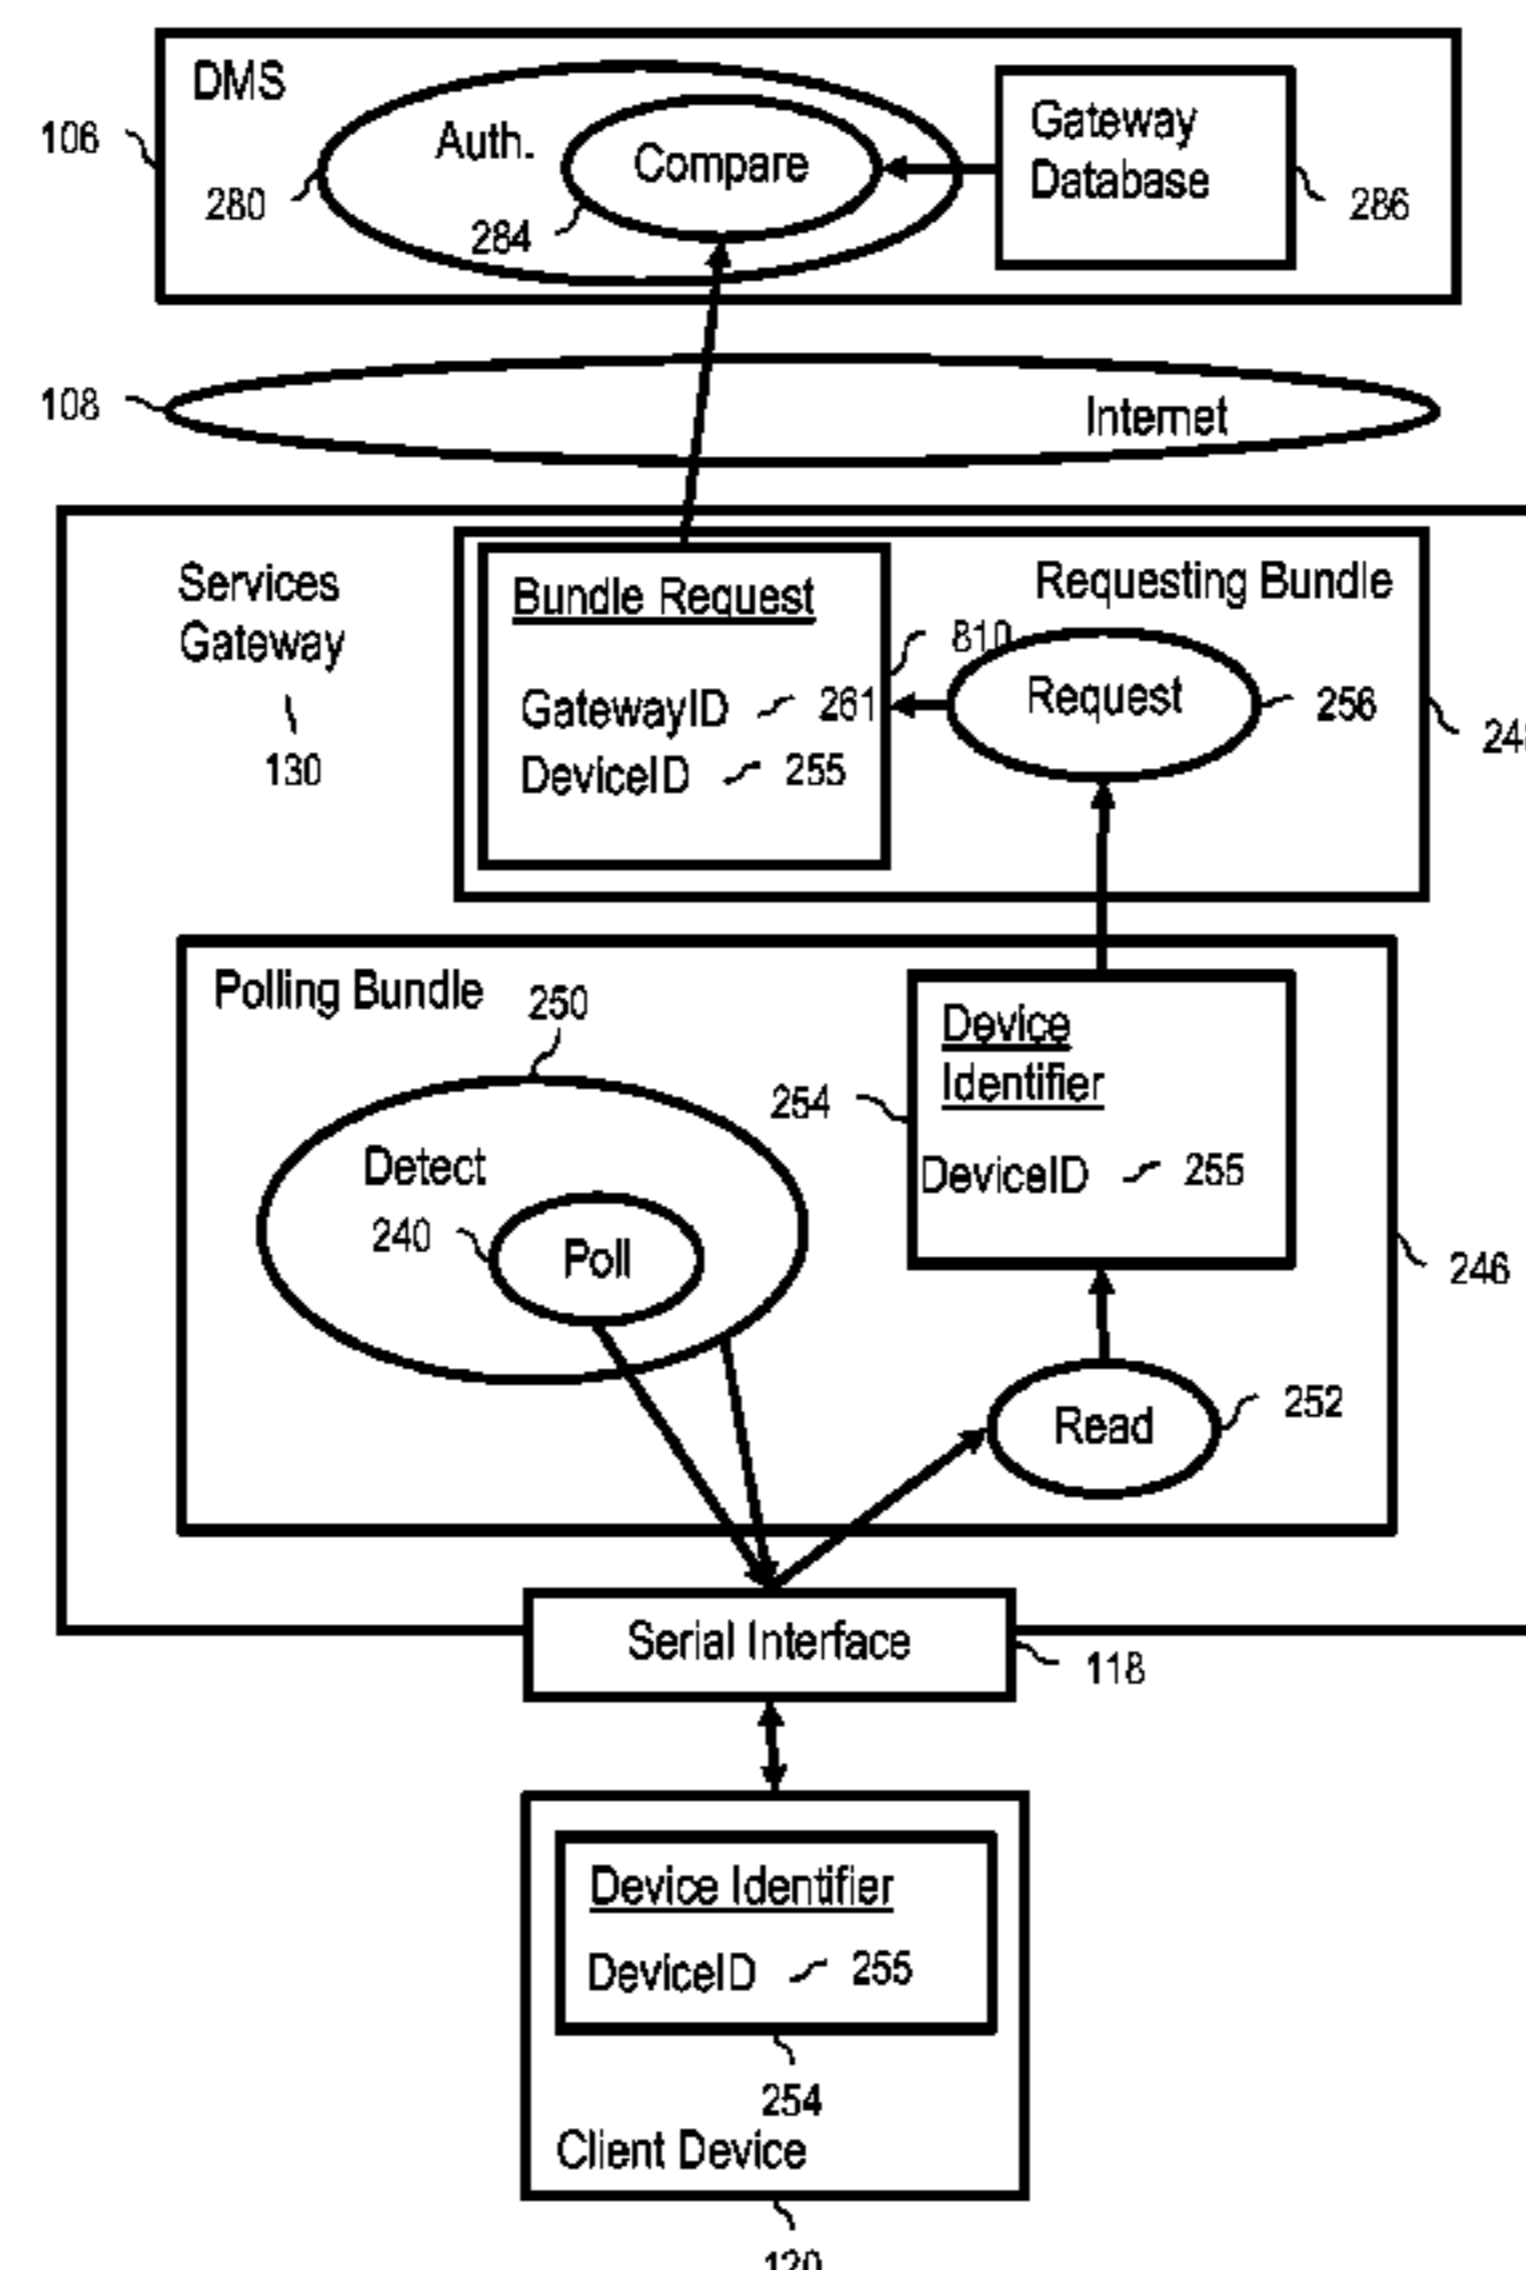 DMS
Auth.
Compare
Gateway
Database
106
280
284
286
108
Internet
Services
Gateway
130
Bundle Request
GatewayID 261
DeviceID 255
810
Requesting Bundle
Request
256
Polling Bundle
250
Detect
240
Poll
254
Device
Identifier
DeviceID 255
246
Read
252
Serial Interface
118
Device Identifier
DeviceID 255
254
Client Device
120